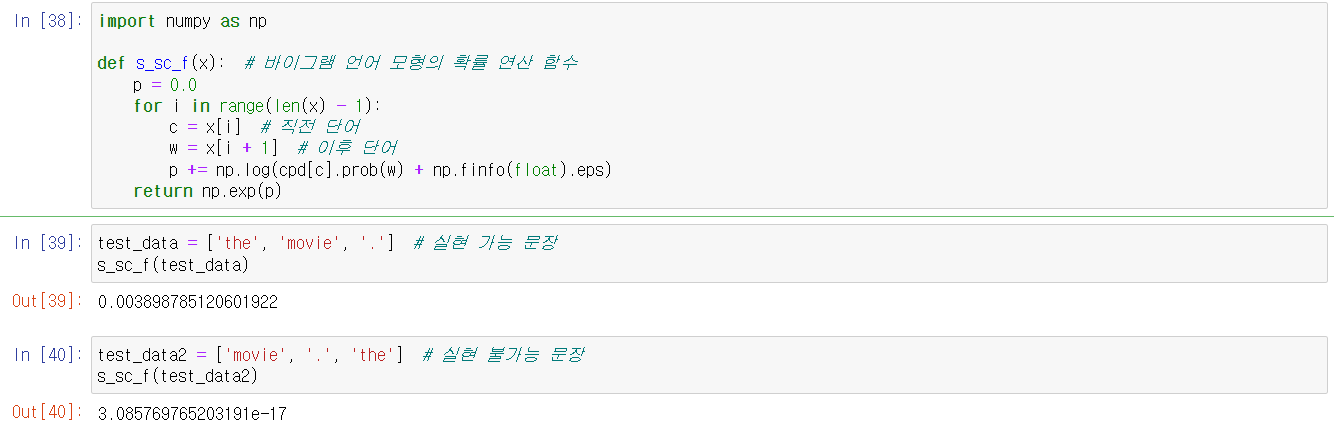 In [38]: import numpy as np
def s_sc_f(x):  # 바이그램 언어 모형의 확률 연산 함수
    p = 0.0
    for i in range(len(x) - 1):
        c = x[i]  # 직전 단어
        w = x[i + 1]  # 이후 단어
        p += np.log(cpd[c].prob(w) + np.finfo(float).eps)
    return np.exp(p)
In [39]: test_data = ['the', 'movie', '.']  # 실현 가능 문장
s_sc_f(test_data)
Out[39]: 0.003898785120601922
In [40]: test_data2 = ['movie', '.', 'the']  # 실현 불가능 문장
s_sc_f(test_data2)
Out[40]: 3.085769765203191e-17